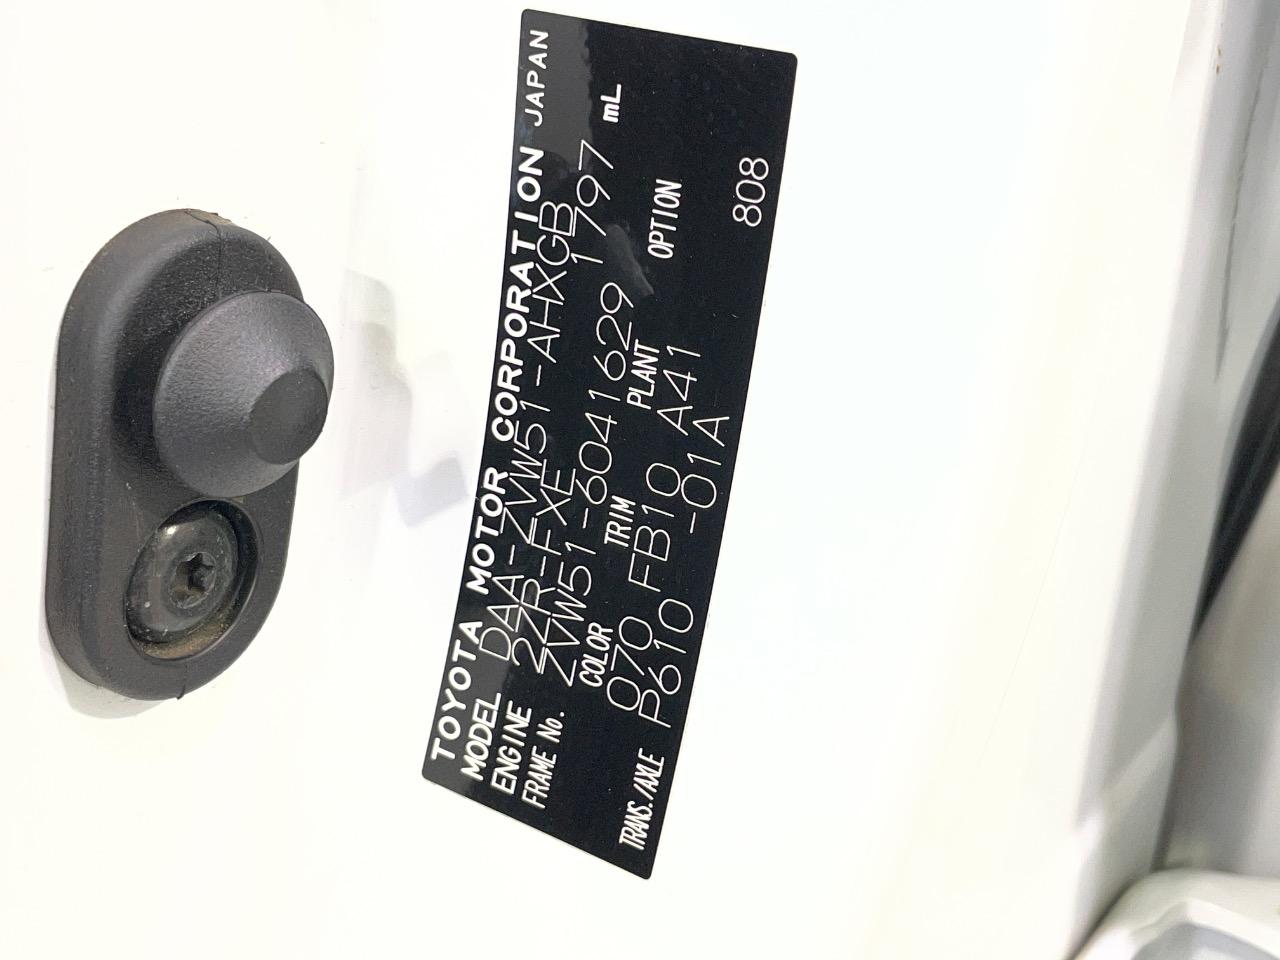 TOYOTA MOTOR CORPORATION JAPAN
MODEL DAA-ZVW51-AHXGB
ENGINE 2ZR-FXE 1797 mL
FRAME No. ZVW51-6041629
COLOR TRIM PLANT OPTION
070 FB10 A41
TRANS./AXLE P610 -01A
808